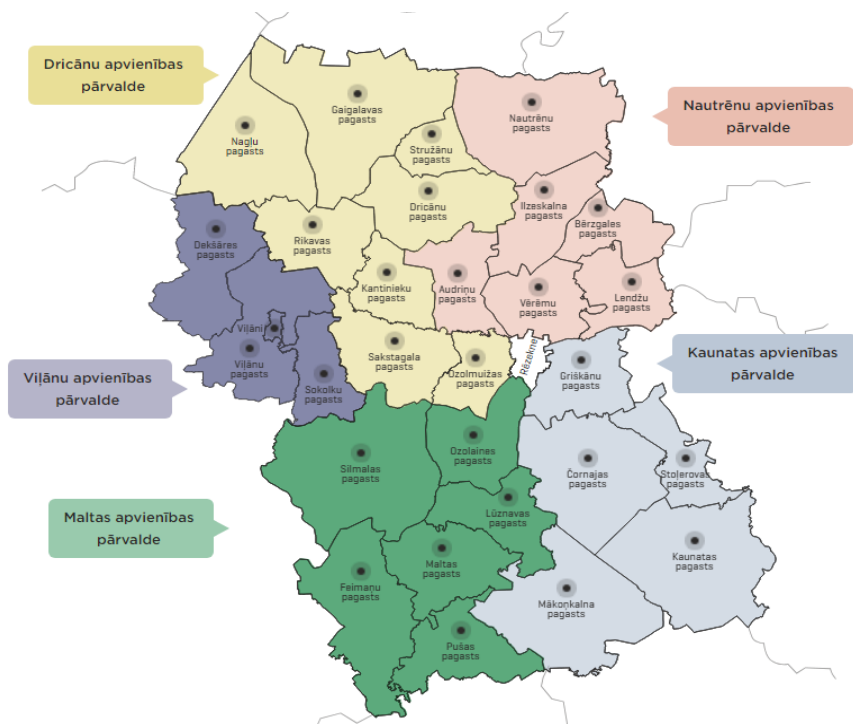 Dricānu apvienības
pārvalde
Gaigalavas
pagasts
Nautrēnu
pagasts
Nautrēnu apvienības
pārvalde
Nagļu
pagasts
Stružānu
pagasts
Dricānu
pagasts
Ilzeskalna
pagasts
Bērzgales
pagasts
Dekšāres
pagasts
Rikavas
pagasts
Kantinieku
pagasts
Audriņu
pagasts
Vērēmu
pagasts
Lendžu
pagasts
Viļāni
Viļānu
pagasts
Sakstagala
pagasts
Ozolmuižas
pagasts
Rēzekne
Griškānu
pagasts
Kaunatas apvienības
pārvalde
Viļānu apvienības
pārvalde
Sokolku
pagasts
Silmalas
pagasts
Ozolaines
pagasts
Čornajas
pagasts
Stoļerovas
pagasts
Maltas apvienības
pārvalde
Lūznavas
pagasts
Maltas
pagasts
Kaunatas
pagasts
Feimaņu
pagasts
Mākoņkalna
pagasts
Pušas
pagasts